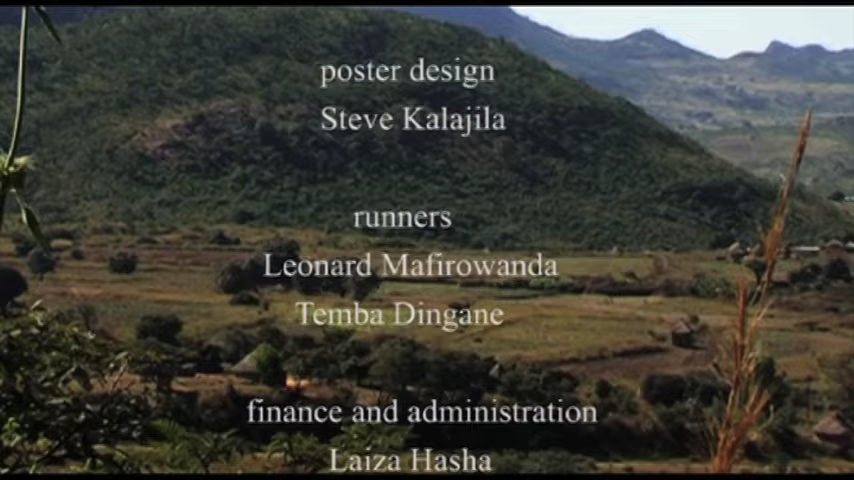 poster design
Steve Kalajila
runners
Leonard Mafirowanda
Temba Dingane
finance and administration
Laiza Hasha